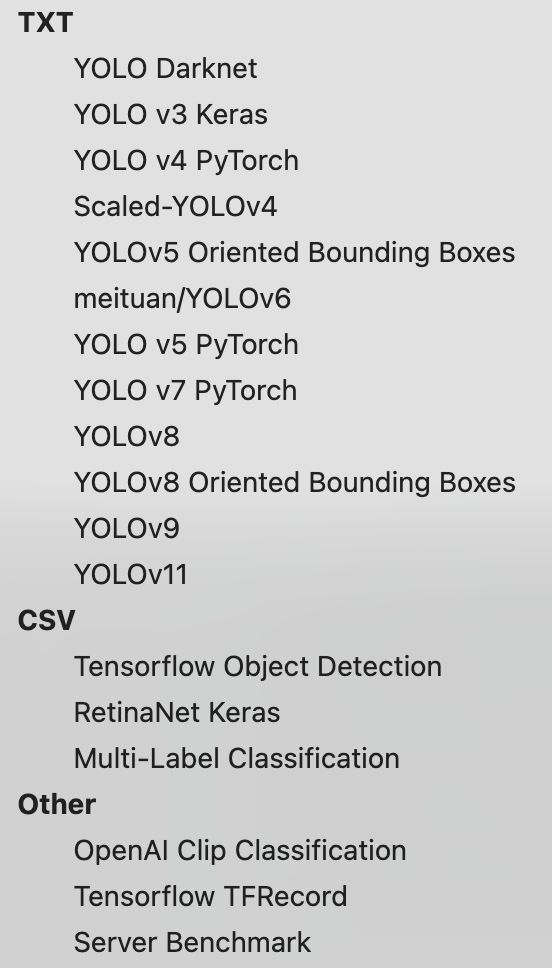 TXT
YOLO Darknet
YOLO v3 Keras
YOLO v4 PyTorch
Scaled-YOLOv4
YOLOv5 Oriented Bounding Boxes
meituan/YOLOv6
YOLO v5 PyTorch
YOLO v7 PyTorch
YOLOv8
YOLOv8 Oriented Bounding Boxes
YOLOv9
YOLOv11
CSV
Tensorflow Object Detection
RetinaNet Keras
Multi-Label Classification
Other
OpenAI Clip Classification
Tensorflow TFRecord
Server Benchmark